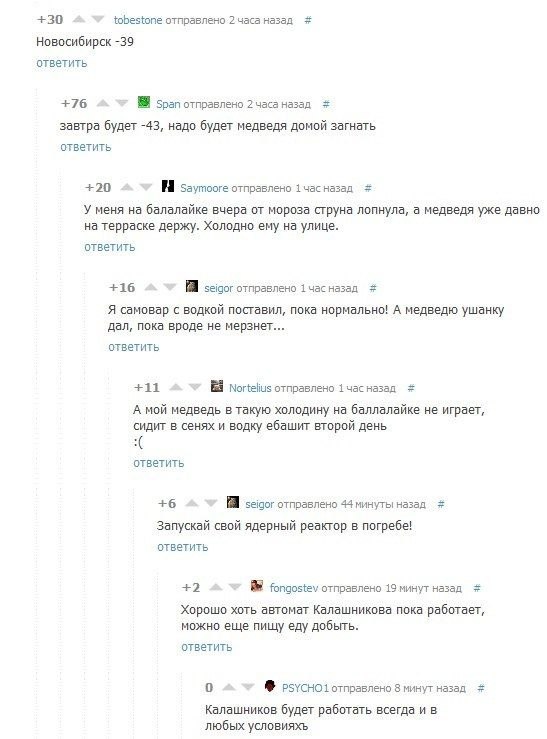 +30 tobestone отправлено 2 часа назад #
Новосибирск -39
ответить
+76 Span отправлено 2 часа назад #
завтра будет -43, надо будет медведя домой загнать
ответить
+20 Saymoore отправлено 1 час назад #
У меня на балалайке вчера от мороза струна лопнула, а медведя уже давно
на терраске держу. Холодно ему на улице.
ответить
+16 seigor отправлено 1 час назад #
Я самовар с водкой поставил, пока нормально! А медведю ушанку
дал, пока вроде не мерзнет...
ответить
+11 Nortelius отправлено 1 час назад #
А мой медведь в такую холодину на баллалайке не играет,
сидит в сенях и водку ебашит второй день
:(
ответить
+6 seigor отправлено 44 минуты назад #
Запускай свой ядерный реактор в погребе!
ответить
+2 fongostev отправлено 19 минут назад #
Хорошо хоть автомат Калашникова пока работает,
можно еще пищу еду добыть.
ответить
0 PSYCHO1 отправлено 8 минут назад #
Калашников будет работать всегда и в
любых условияхъ